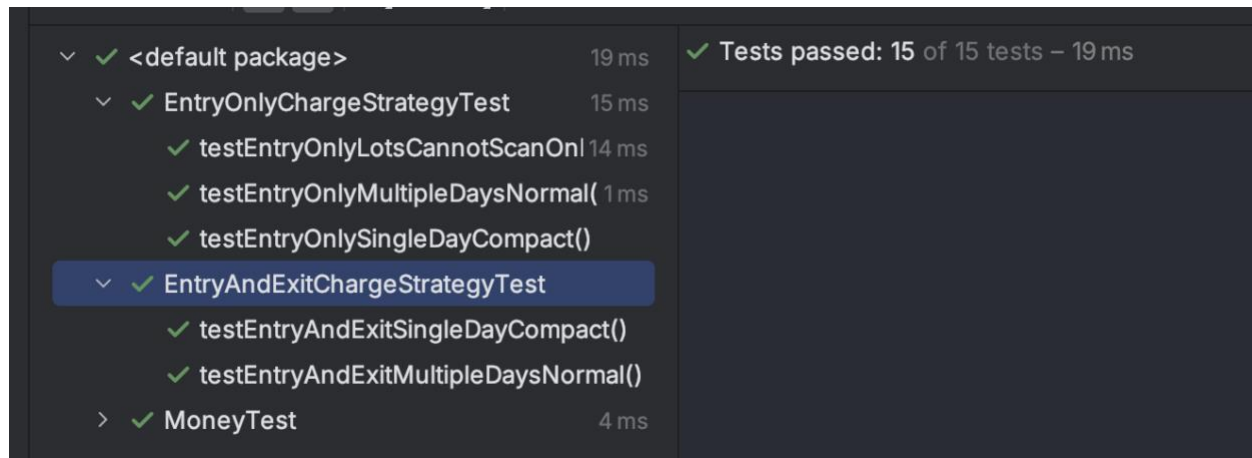 <default package> 19 ms
✓ Tests passed: 15 of 15 tests – 19 ms
EntryOnlyChargeStrategyTest 15 ms
testEntryOnlyLotsCannotScanOnl 14 ms
testEntryOnlyMultipleDaysNormal( 1 ms
testEntryOnlySingleDayCompact()
EntryAndExitChargeStrategyTest
testEntryAndExitSingleDayCompact()
testEntryAndExitMultipleDaysNormal()
MoneyTest 4 ms